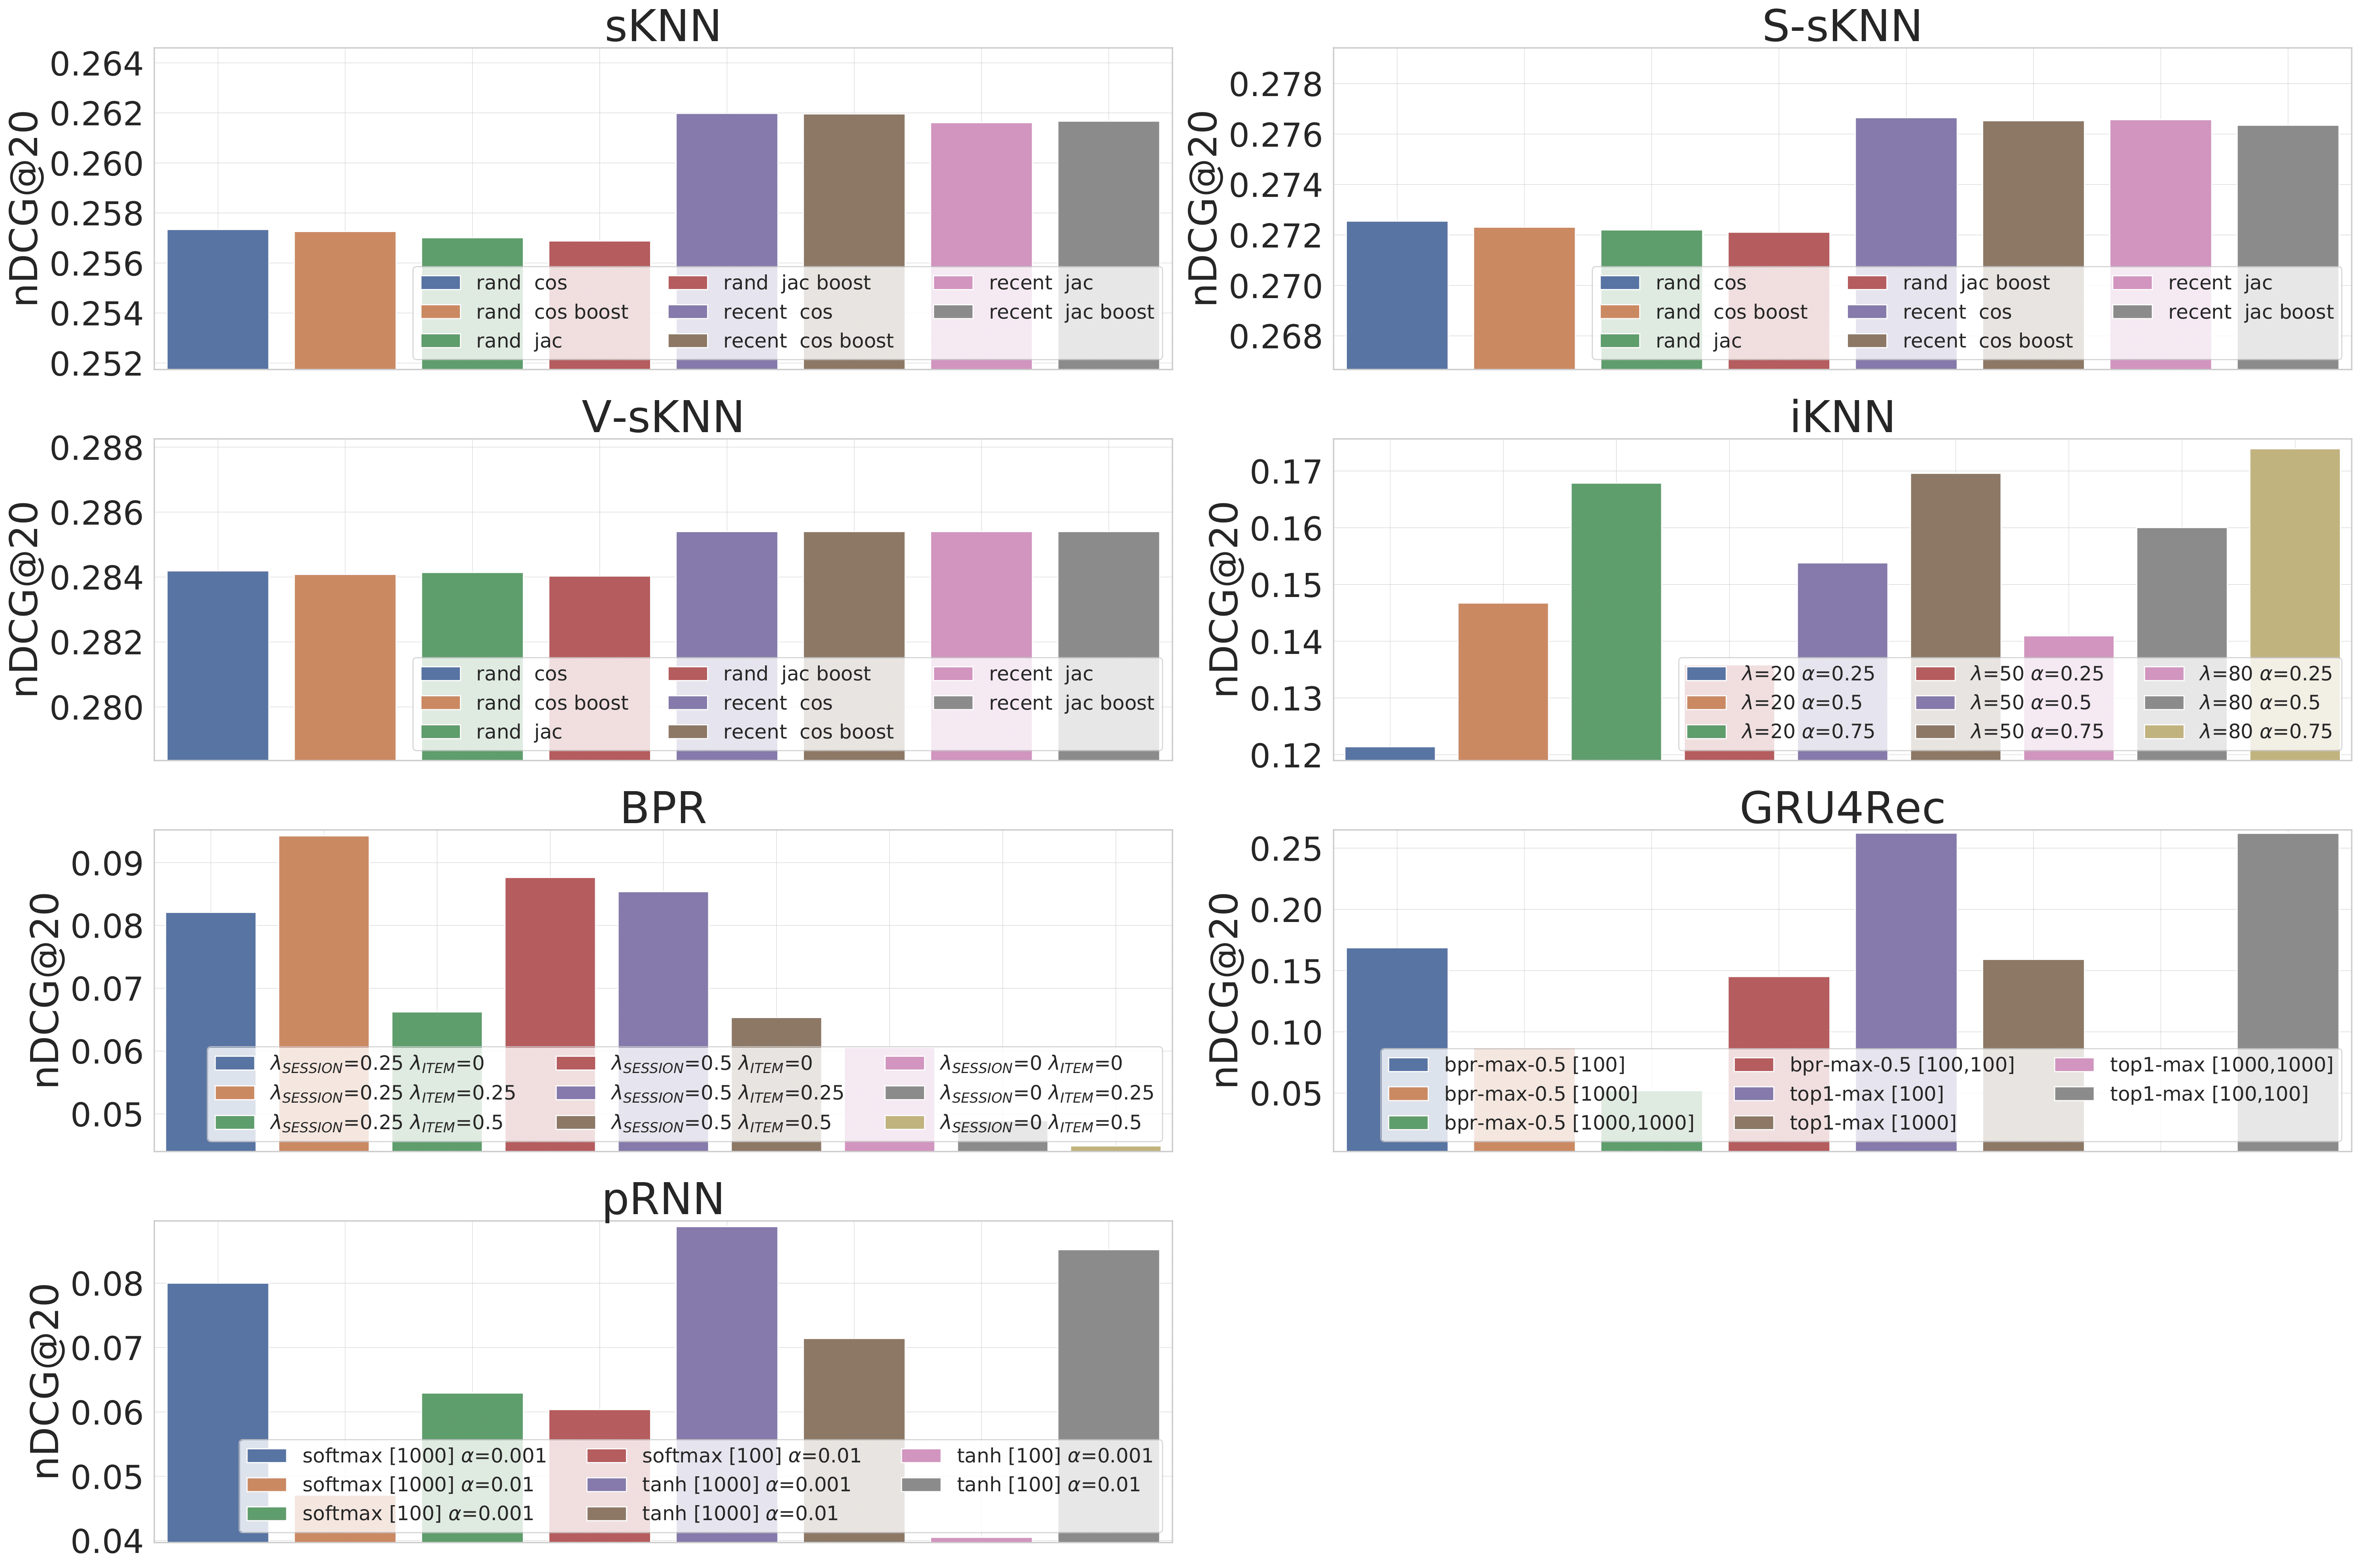 sKNN
nDCG@20
0.264
0.262
0.260
0.258
0.256
0.254
0.252
rand cos
rand cos boost
rand jac
rand jac boost
recent cos
recent cos boost
recent jac
recent jac boost
S-sKNN
nDCG@20
0.278
0.276
0.274
0.272
0.270
0.268
rand cos
rand cos boost
rand jac
rand jac boost
recent cos
recent cos boost
recent jac
recent jac boost
V-sKNN
nDCG@20
0.288
0.286
0.284
0.282
0.280
rand cos
rand cos boost
rand jac
rand jac boost
recent cos
recent cos boost
recent jac
recent jac boost
iKNN
nDCG@20
0.17
0.16
0.15
0.14
0.13
0.12
λ=20 α=0.25
λ=20 α=0.5
λ=20 α=0.75
λ=50 α=0.25
λ=50 α=0.5
λ=50 α=0.75
λ=80 α=0.25
λ=80 α=0.5
λ=80 α=0.75
BPR
nDCG@20
0.09
0.08
0.07
0.06
0.05
λSESSION=0.25 λITEM=0
λSESSION=0.25 λITEM=0.25
λSESSION=0.25 λITEM=0.5
λSESSION=0.5 λITEM=0
λSESSION=0.5 λITEM=0.25
λSESSION=0.5 λITEM=0.5
λSESSION=0 λITEM=0
λSESSION=0 λITEM=0.25
λSESSION=0 λITEM=0.5
GRU4Rec
nDCG@20
0.25
0.20
0.15
0.10
0.05
bpr-max-0.5 [100]
bpr-max-0.5 [1000]
bpr-max-0.5 [1000,1000]
bpr-max-0.5 [100,100]
top1-max [100]
top1-max [1000]
top1-max [1000,1000]
top1-max [100,100]
pRNN
nDCG@20
0.08
0.07
0.06
0.05
0.04
softmax [1000] α=0.001
softmax [1000] α=0.01
softmax [100] α=0.001
softmax [100] α=0.01
tanh [1000] α=0.001
tanh [1000] α=0.01
tanh [100] α=0.001
tanh [100] α=0.01